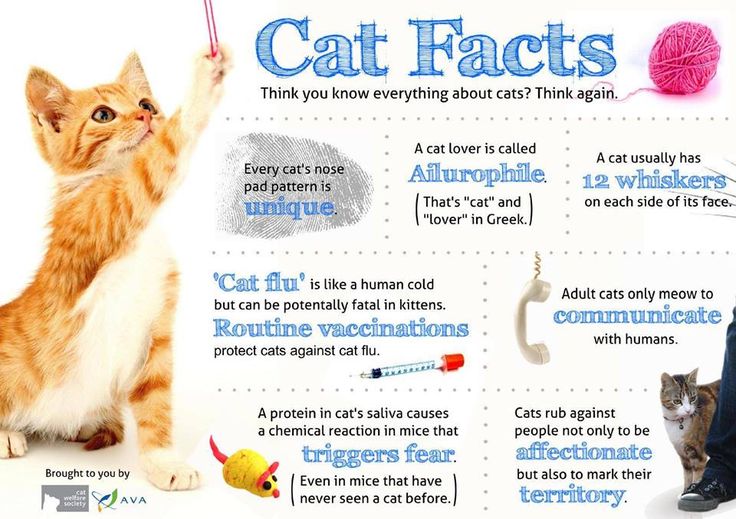 Cat Facts
Think you know everything about cats? Think again.
Every cat's nose
pad pattern is
unique.
A cat lover is called
Ailurophile.
(That's "cat" and
"lover" in Greek.)
A cat usually has
12 whiskers
on each side of its face.
'Cat flu' is like a human cold
but can be potentally fatal in kittens.
Routine vaccinations
protect cats against cat flu.
Adult cats only meow to
communicate
with humans.
A protein in cat's saliva causes
a chemical reaction in mice that
triggers fear.
(Even in mice that have
never seen a cat before.)
Cats rub against
people not only to be
affectionate
but also to mark their
territory.
Brought to you by
cat
welfare
society
AVA